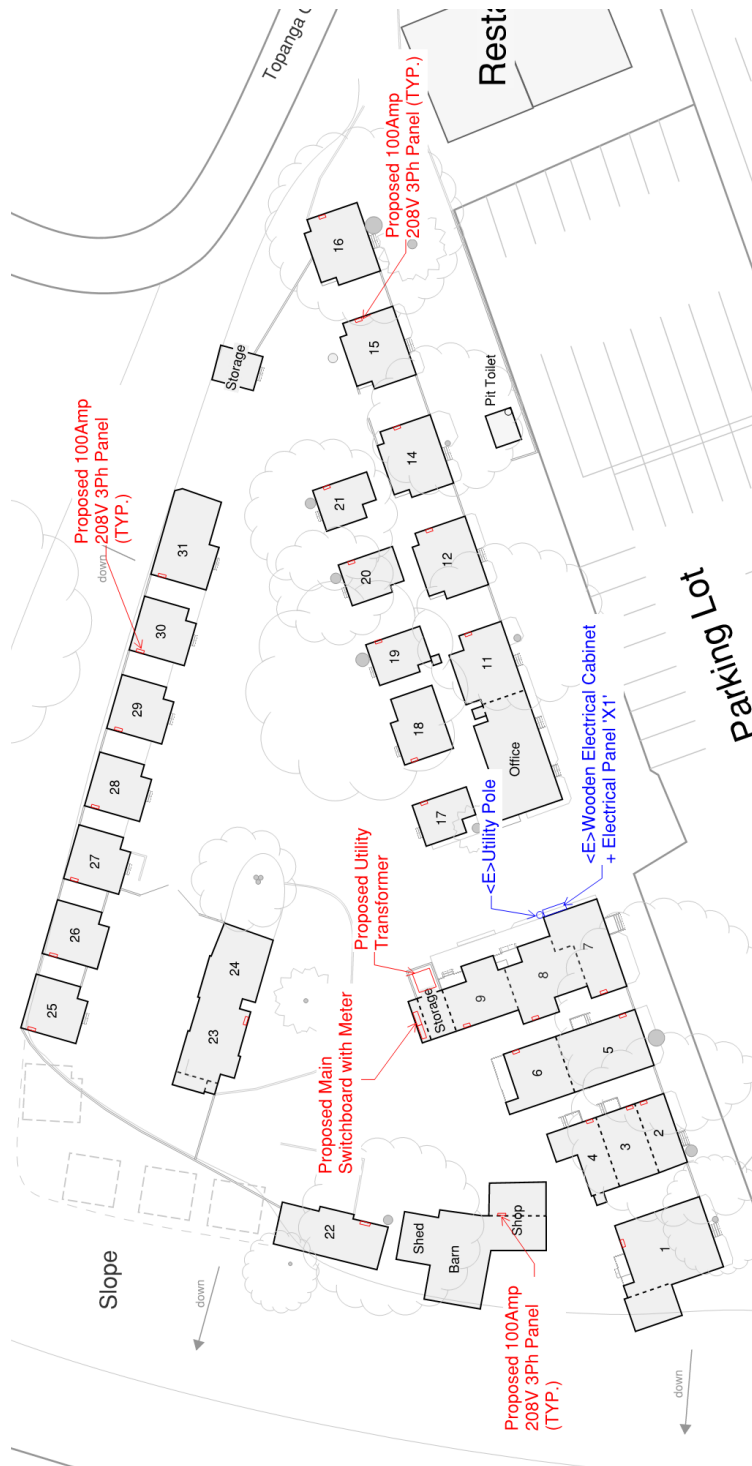 Topanga
Resta
Proposed 100Amp
208V 3Ph Panel (TYP.)
16
Storage
15
Proposed 100Amp
208V 3Ph Panel
(TYP.)
down
Pit Toilet
14
21
31
12
20
30
19
11
29
18
Office
Parking Lot
28
17
<E>Utility Pole
<E>Wooden Electrical Cabinet
+ Electrical Panel 'X1'
27
Proposed Utility
Transformer
26
24
7
8
9
Storage
25
23
5
6
Proposed Main
Switchboard with Meter
2
3
4
Slope
22
Shed
Barn
Shop
1
down
Proposed 100Amp
208V 3Ph Panel
(TYP.)
down